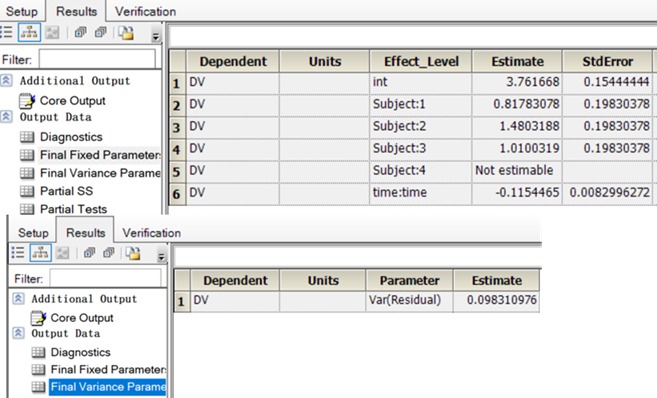 Setup Results Verification
Filter:
Additional Output
Core Output
Output Data
Diagnostics
Final Fixed Parameter
Final Variance Parame
Partial SS
Partial Tests
Dependent Units Effect_Level Estimate StdError
1 DV int 3.761668 0.15444444
2 DV Subject:1 0.81783078 0.19830378
3 DV Subject:2 1.4803188 0.19830378
4 DV Subject:3 1.0100319 0.19830378
5 DV Subject:4 Not estimable
6 DV time:time -0.1154465 0.0082996272
Setup Results Verification
Filter:
Additional Output
Core Output
Output Data
Diagnostics
Final Fixed Parameter
Final Variance Parame
Dependent Units Parameter Estimate
1 DV Var(Residual) 0.098310976